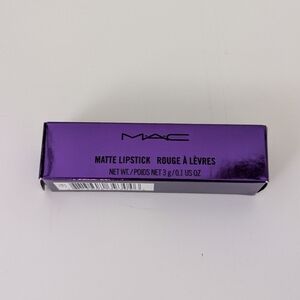 MAC
MATTE LIPSTICK ROUGE À LÈVRES
NET WT./POIDS NET 3 g/0.1 US OZ